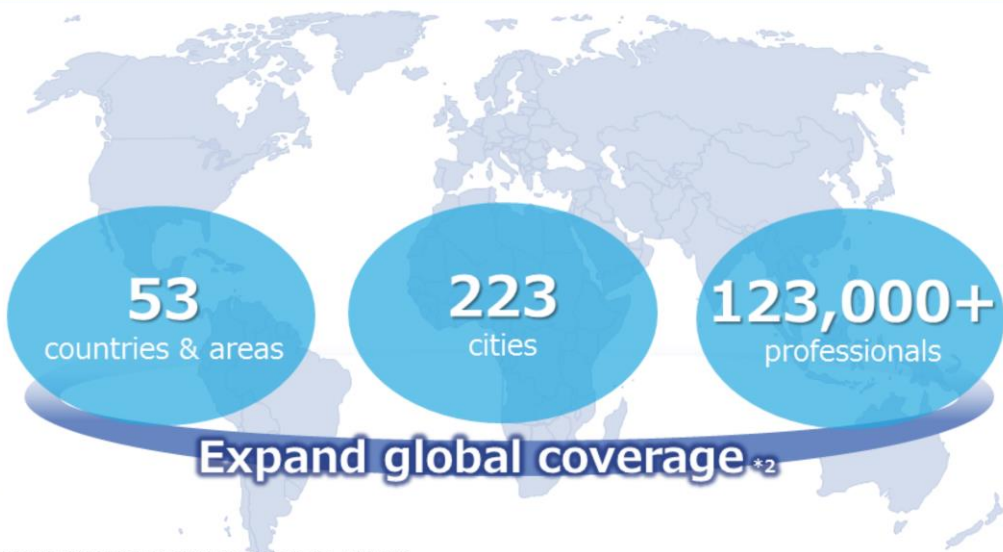 53
countries & areas
223
cities
123,000+
professionals
Expand global coverage *2